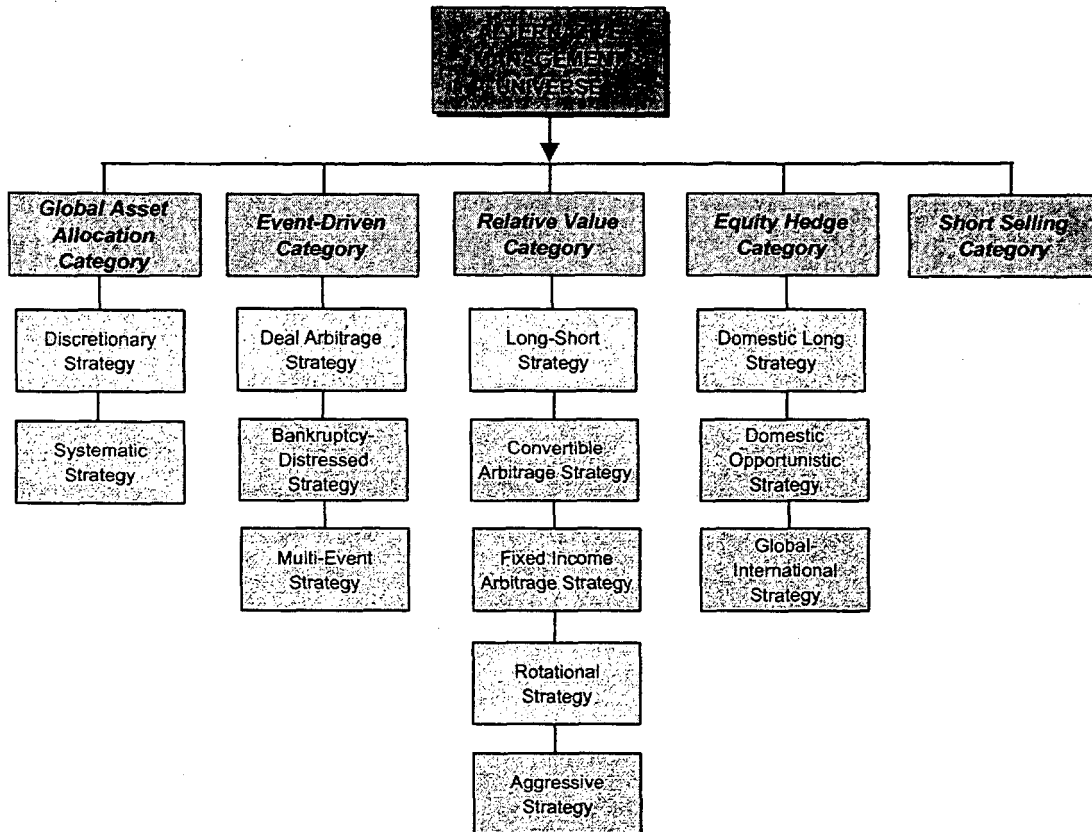 ALTERNATIVE
MANAGEMENT
UNIVERSE
Global Asset
Allocation
Category
Discretionary
Strategy
Systematic
Strategy
Event-Driven
Category
Deal Arbitrage
Strategy
Bankruptcy-
Distressed
Strategy
Multi-Event
Strategy
Relative Value
Category
Long-Short
Strategy
Convertible
Arbitrage Strategy
Fixed Income
Arbitrage Strategy
Rotational
Strategy
Aggressive
Strategy
Equity Hedge
Category
Domestic Long
Strategy
Domestic
Opportunistic
Strategy
Global-
International
Strategy
Short Selling
Category